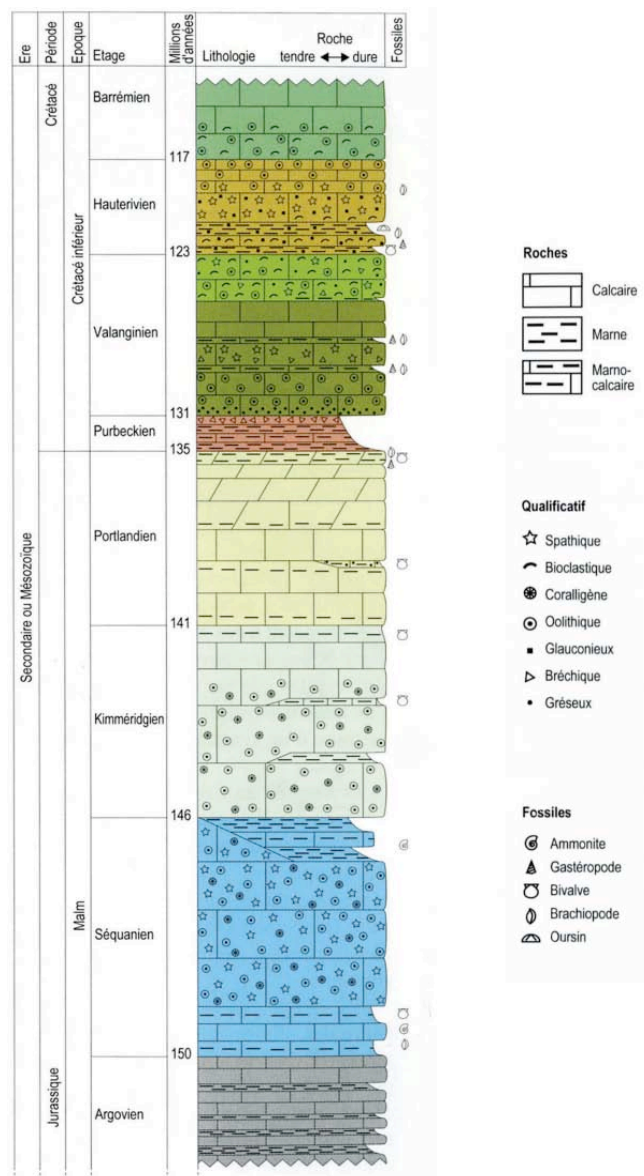 Ere
Période
Epoque
Etage
Millions
d'années
Lithologie
Roche
tendre ◄─► dure
Fossiles
Secondaire ou Mésozoïque
Crétacé
Jurassique
Crétacé inférieur
Malm
Barrémien
117
Hauterivien
123
Valanginien
131
Purbeckien
135
Portlandien
141
Kimméridgien
146
Séquanien
150
Argovien
Roches
Calcaire
Marne
Marno-
calcaire
Qualificatif
Spathique
Bioclastique
Coralligène
Oolithique
Glauconieux
Bréchique
Gréseux
Fossiles
Ammonite
Gastéropode
Bivalve
Brachiopode
Oursin